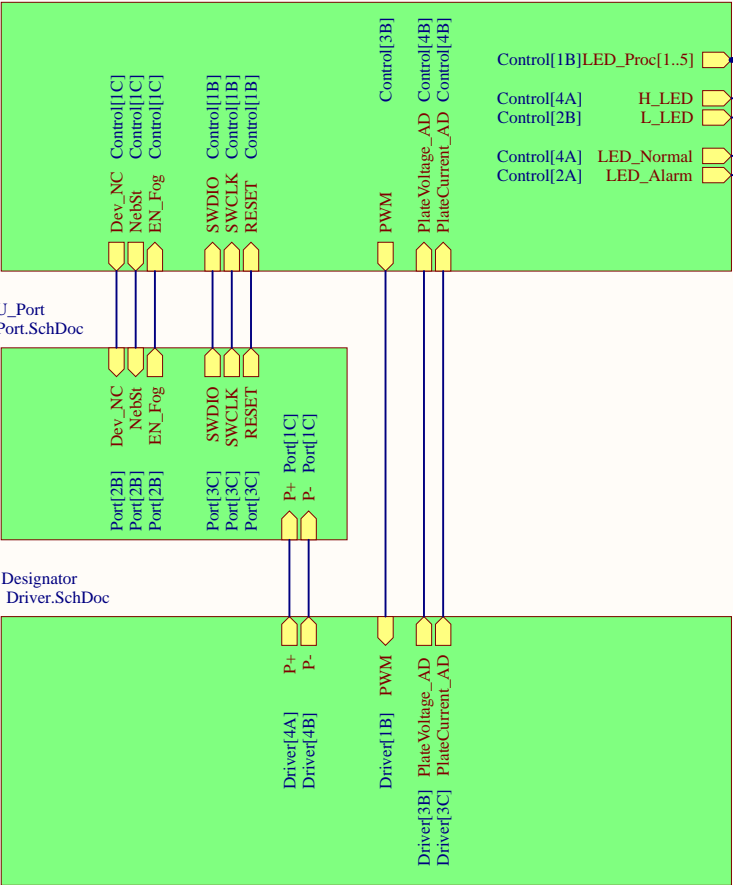 Control[1B] LED_Proc[1..5]
Control[4A] H_LED
Control[2B] L_LED
Control[4A] LED_Normal
Control[2A] LED_Alarm
Dev_NC Control[1C]
NebSt Control[1C]
EN_Fog Control[1C]
SWDIO Control[1B]
SWCLK Control[1B]
RESET Control[1B]
PWM Control[3B]
PlateVoltage_AD Control[4B]
PlateCurrent_AD Control[4B]
U_Port
Port.SchDoc
Port[2B] Dev_NC
Port[2B] NebSt
Port[2B] EN_Fog
Port[3C] SWDIO
Port[3C] SWCLK
Port[3C] RESET
P+ Port[1C]
P- Port[1C]
Designator
Driver.SchDoc
Driver[4A] P+
Driver[4B] P-
Driver[1B] PWM
Driver[3B] PlateVoltage_AD
Driver[3C] PlateCurrent_AD